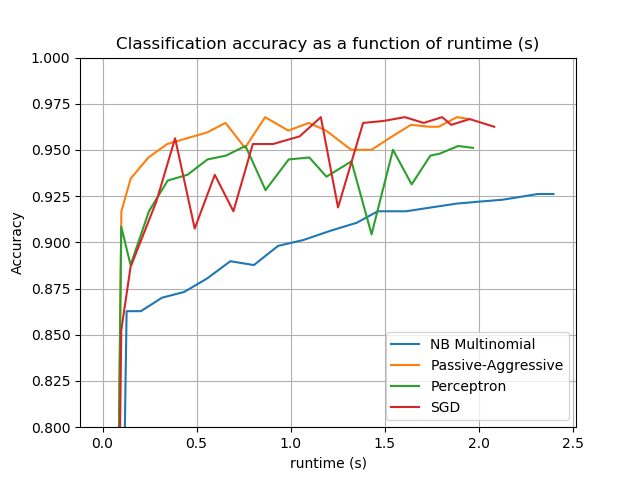 Classification accuracy as a function of runtime (s)
1.000
0.975
0.950
0.925
0.900
0.875
0.850
0.825
0.800
Accuracy
NB Multinomial
Passive-Aggressive
Perceptron
SGD
0.0 0.5 1.0 1.5 2.0 2.5
runtime (s)